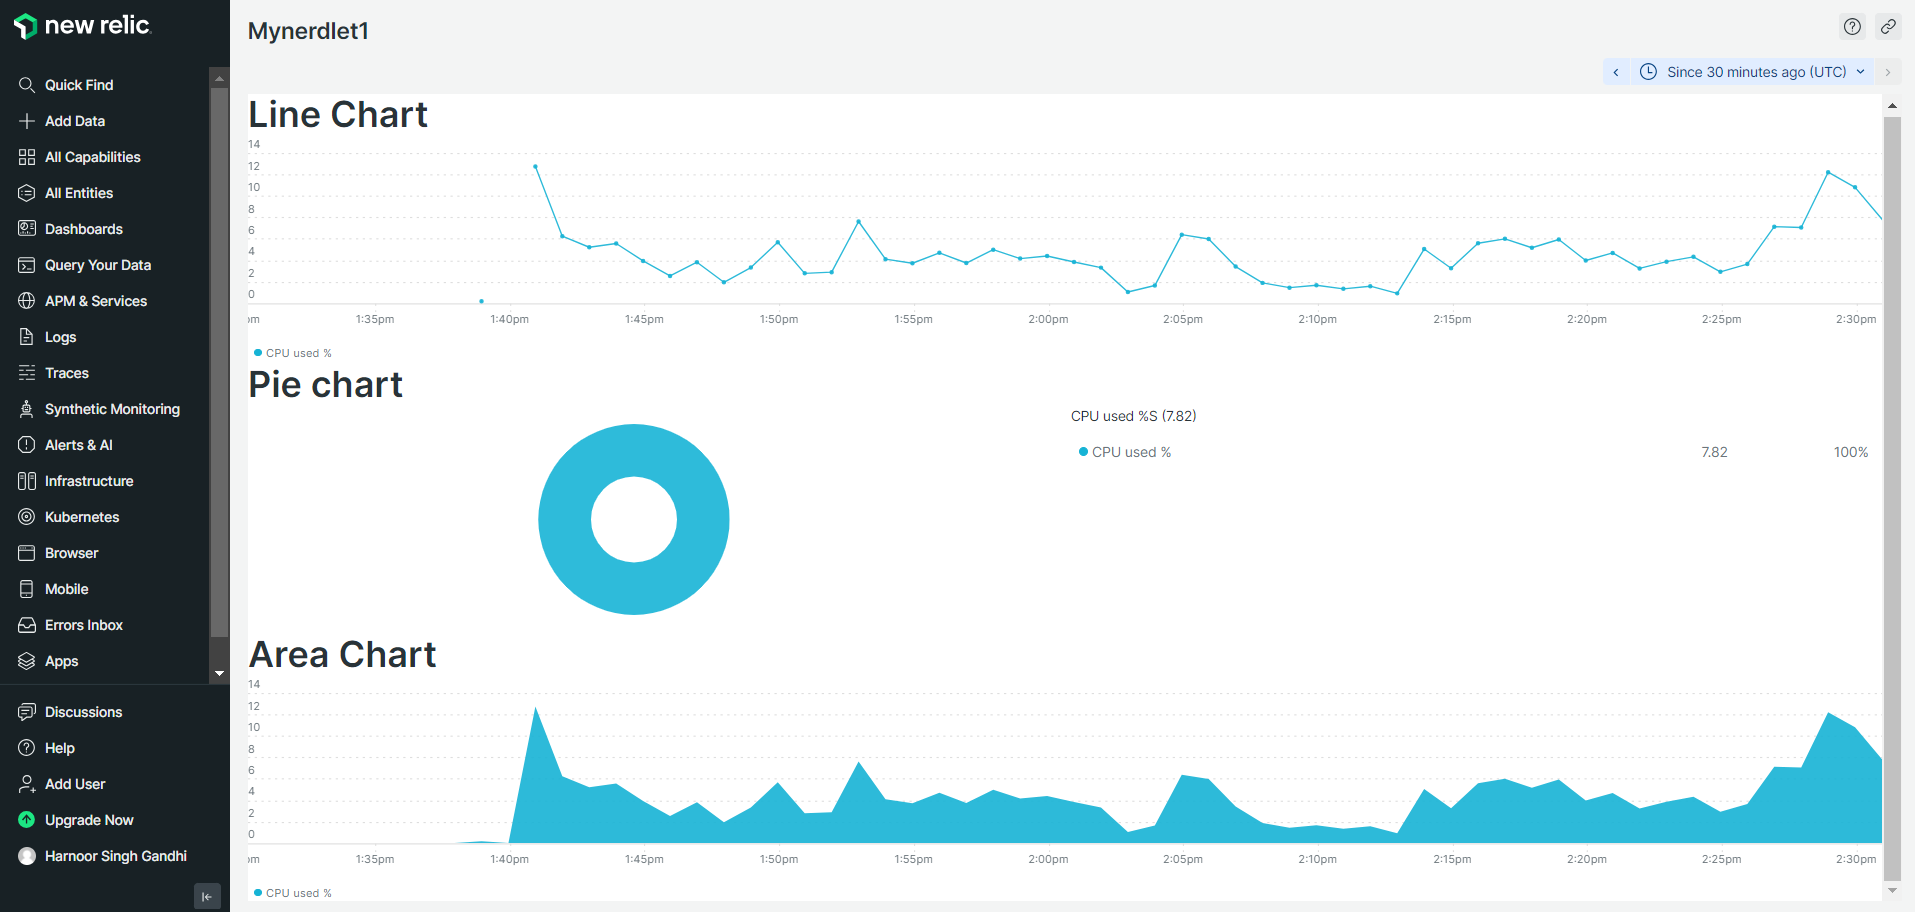 new relic.
Quick Find
Add Data
All Capabilities
All Entities
Dashboards
Query Your Data
APM & Services
Logs
Traces
Synthetic Monitoring
Alerts & AI
Infrastructure
Kubernetes
Browser
Mobile
Errors Inbox
Apps
Discussions
Help
Add User
Upgrade Now
Harnoor Singh Gandhi
Mynerdlet1
Since 30 minutes ago (UTC)
Line Chart
14
12
10
8
6
4
2
0
om 1:35pm 1:40pm 1:45pm 1:50pm 1:55pm 2:00pm 2:05pm 2:10pm 2:15pm 2:20pm 2:25pm 2:30pm
CPU used %
Pie chart
CPU used %S (7.82)
CPU used % 7.82 100%
Area Chart
14
12
10
8
6
4
2
0
om 1:35pm 1:40pm 1:45pm 1:50pm 1:55pm 2:00pm 2:05pm 2:10pm 2:15pm 2:20pm 2:25pm 2:30pm
CPU used %